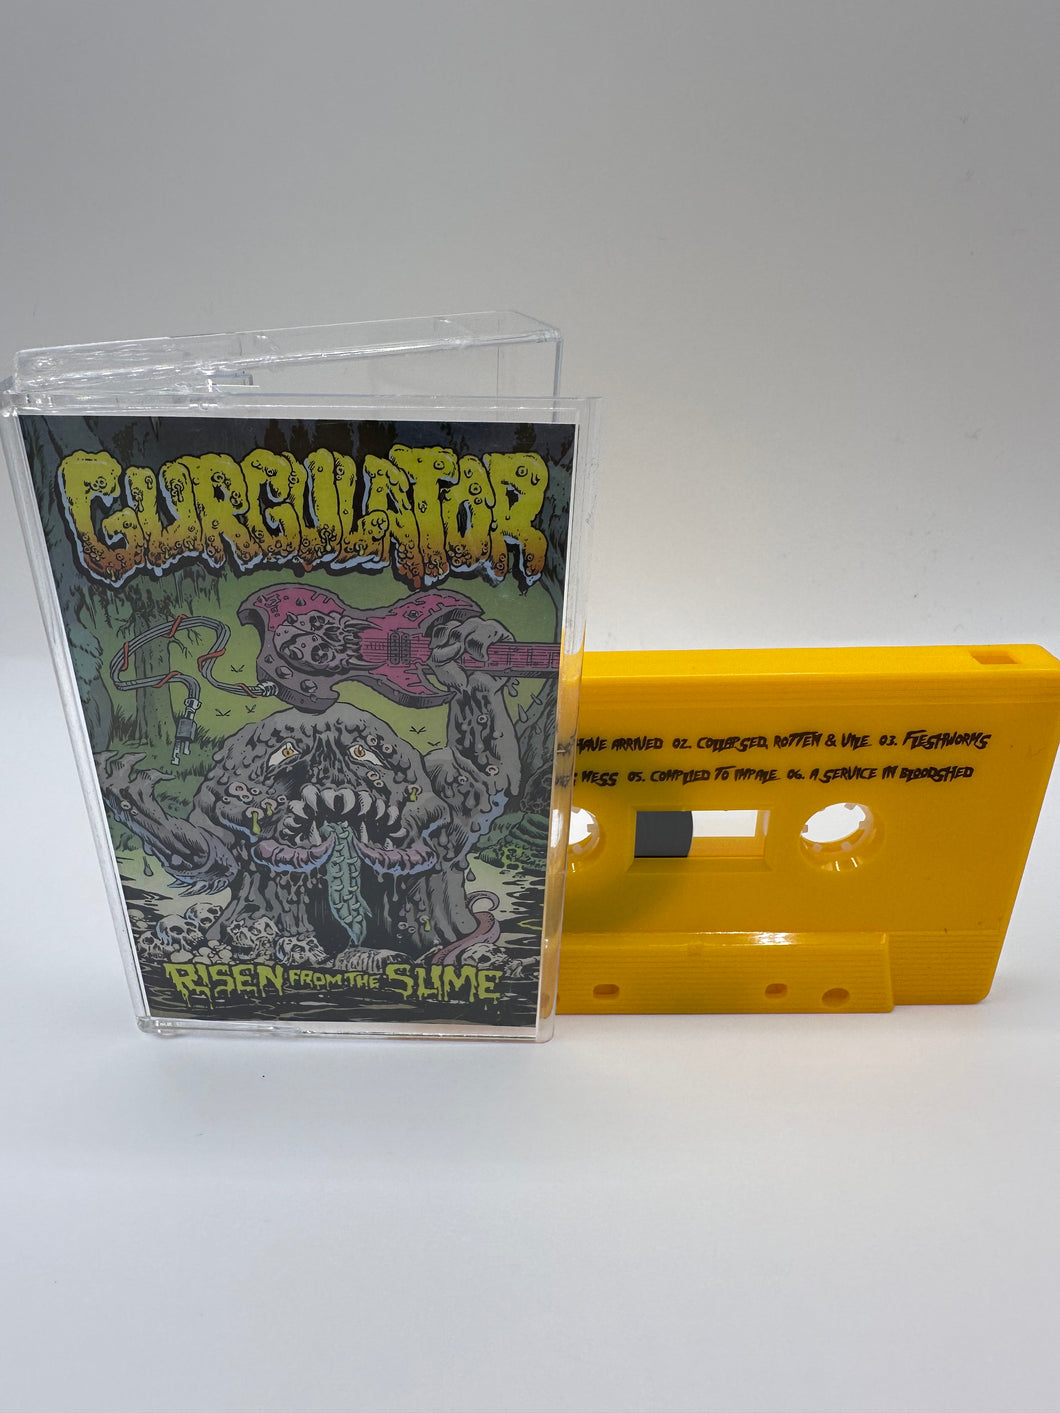 GURGULATOR
RISEN FROM THE SLIME
HAVE ARRIVED 02. COLLAPSED, ROTTEN & VILE 03. FLESHWORMS
MESS 05. COMPILED TO IMPALE 06. A SERVICE IN BLOODSHED